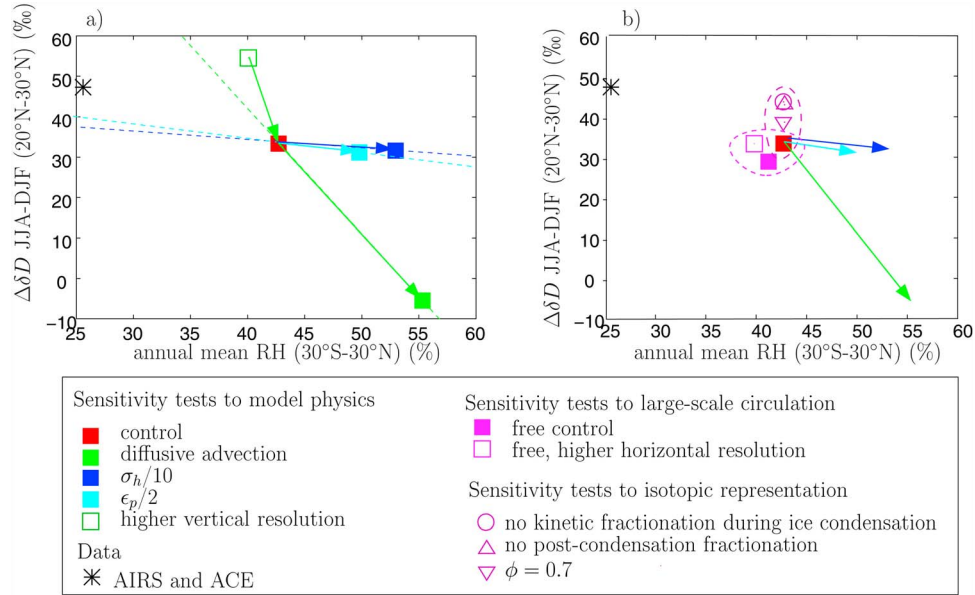 a)
ΔδD JJA-DJF (20°N-30°N) (‰)
60
50
40
30
20
10
0
−10
25 30 35 40 45 50 55 60
annual mean RH (30°S-30°N) (%)
b)
ΔδD JJA-DJF (20°N-30°N) (‰)
60
50
40
30
20
10
0
−10
25 30 35 40 45 50 55 60
annual mean RH (30°S-30°N) (%)
Sensitivity tests to model physics
control
diffusive advection
σh/10
ϵp/2
higher vertical resolution
Data
AIRS and ACE
Sensitivity tests to large-scale circulation
free control
free, higher horizontal resolution
Sensitivity tests to isotopic representation
no kinetic fractionation during ice condensation
no post-condensation fractionation
ϕ = 0.7